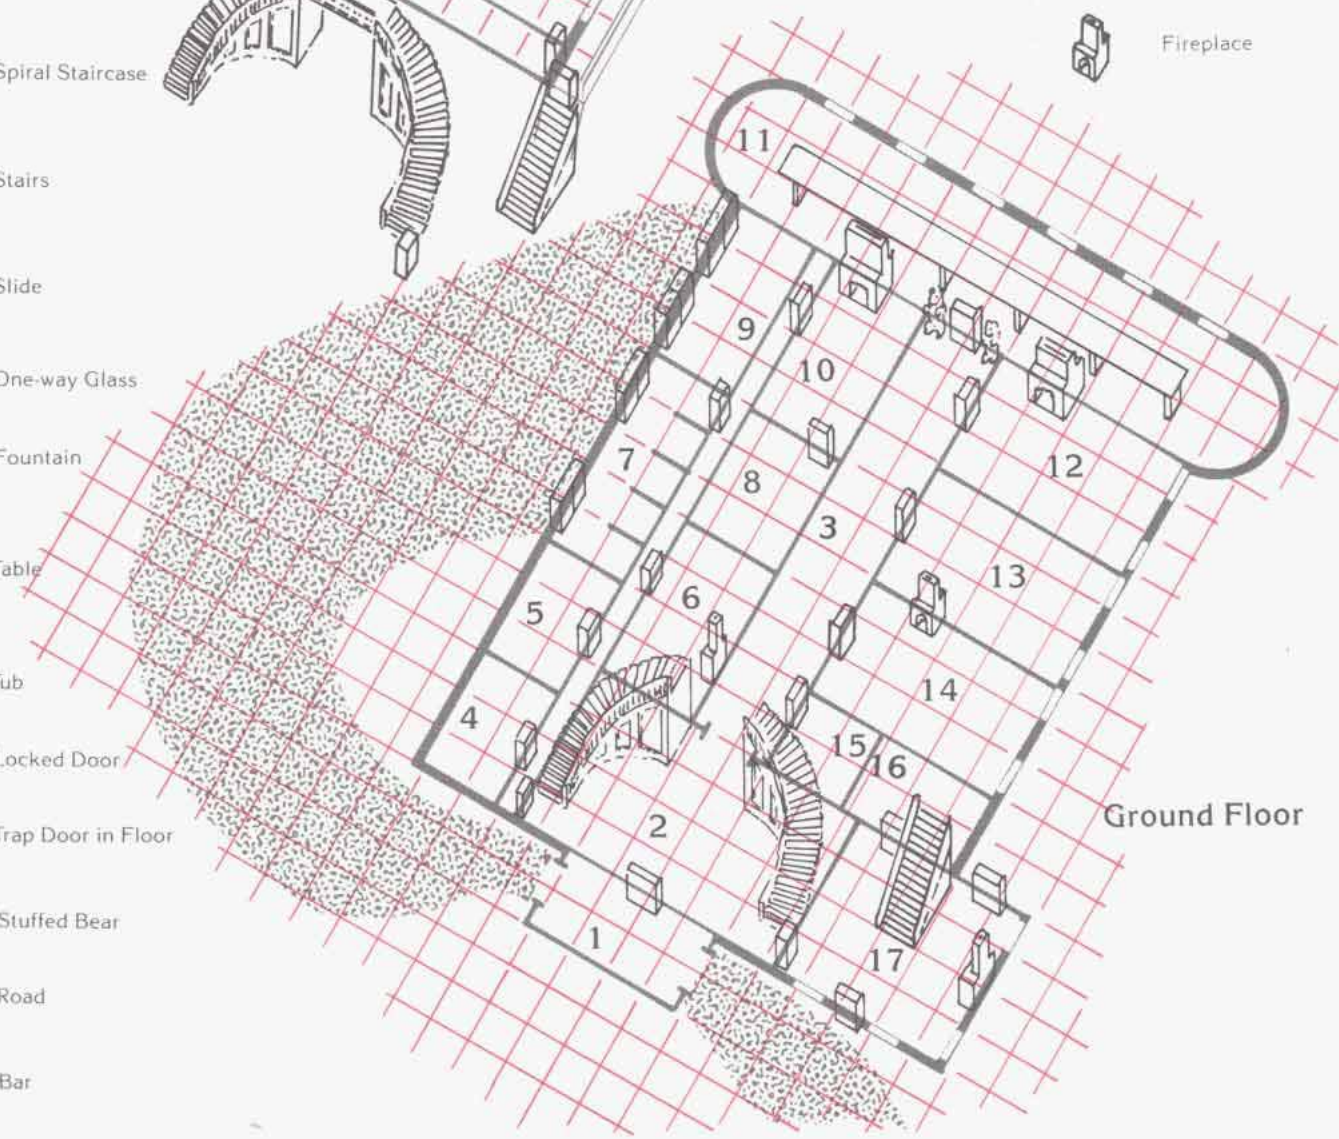 Fireplace
Spiral Staircase
Stairs
Slide
One-way Glass
Fountain
Table
ub
Locked Door
Trap Door in Floor
Stuffed Bear
Road
Bar
11
9
10
12
7
8
3
13
5
6
14
4
15
16
Ground Floor
2
1
17